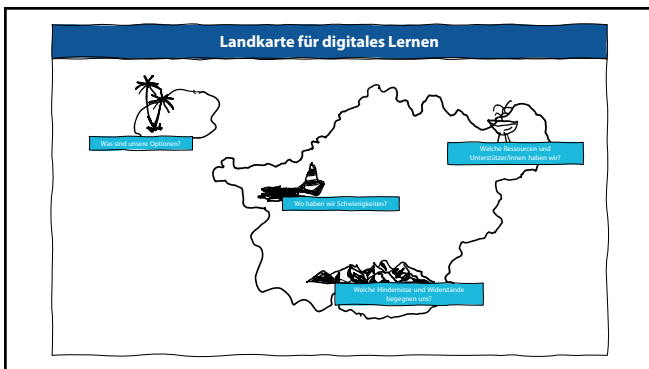 Landkarte für digitales Lernen
Was sind unsere Optionen?
Welche Ressourcen und
Unterstützer/innen haben wir?
Wo haben wir Schwierigkeiten?
Welche Hindernisse und Widerstände
begegnen uns?